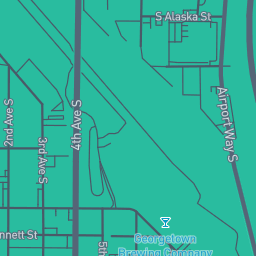 S Alaska St
Airport Way S
4th Ave S
2nd Ave S
3rd Ave S
Georgetown
Brewing Company
nnett St
5th